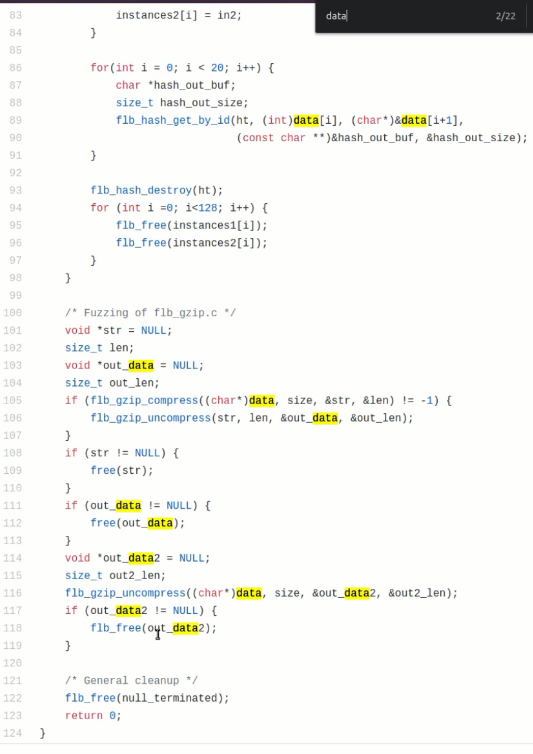 data 2/22
83 instances2[i] = in2;
84 }
85
86 for(int i = 0; i < 20; i++) {
87 char *hash_out_buf;
88 size_t hash_out_size;
89 flb_hash_get_by_id(ht, (int)data[i], (char*)&data[i+1],
90 (const char **)&hash_out_buf, &hash_out_size);
91 }
92
93 flb_hash_destroy(ht);
94 for (int i =0; i<128; i++) {
95 flb_free(instances1[i]);
96 flb_free(instances2[i]);
97 }
98 }
99
100 /* Fuzzing of flb_gzip.c */
101 void *str = NULL;
102 size_t len;
103 void *out_data = NULL;
104 size_t out_len;
105 if (flb_gzip_compress((char*)data, size, &str, &len) != -1) {
106 flb_gzip_uncompress(str, len, &out_data, &out_len);
107 }
108 if (str != NULL) {
109 free(str);
110 }
111 if (out_data != NULL) {
112 free(out_data);
113 }
114 void *out_data2 = NULL;
115 size_t out2_len;
116 flb_gzip_uncompress((char*)data, size, &out_data2, &out2_len);
117 if (out_data2 != NULL) {
118 flb_free(out_data2);
119 }
120
121 /* General cleanup */
122 flb_free(null_terminated);
123 return 0;
124 }